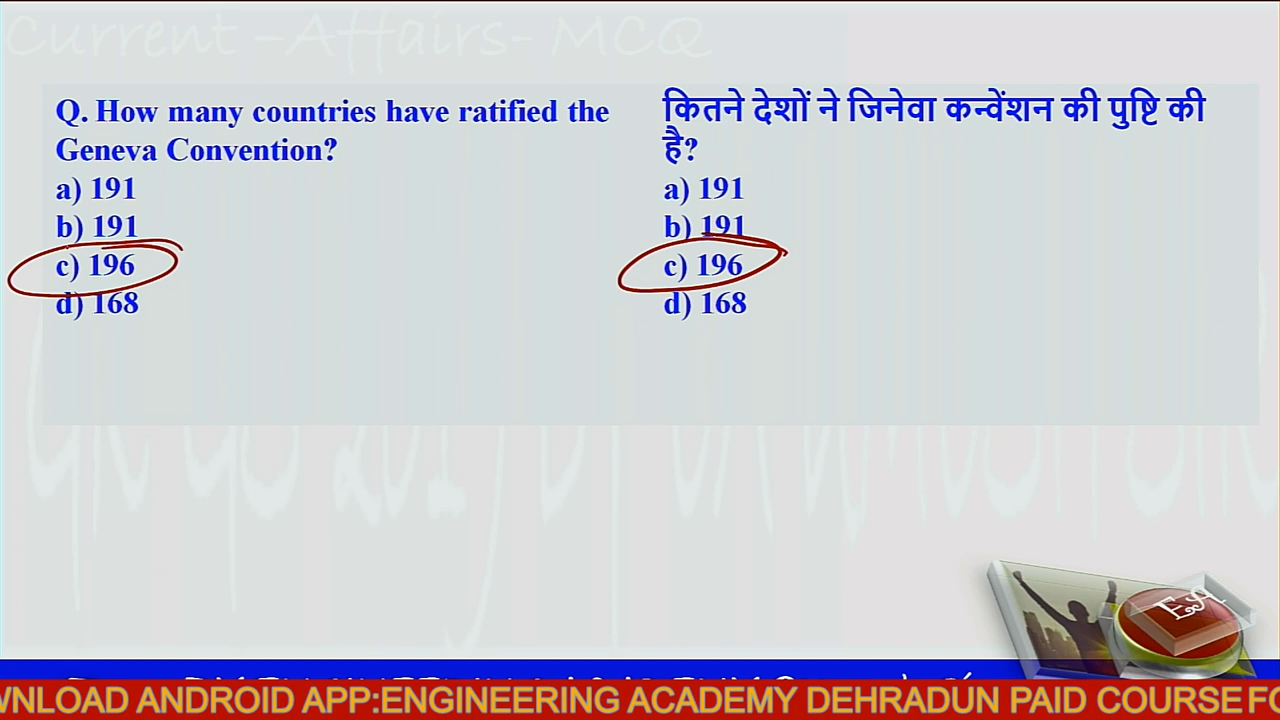 Current -Affairs- MCQ
Q. How many countries have ratified the
Geneva Convention?
a) 191
b) 191
c) 196
d) 168
कितने देशों ने जिनेवा कन्वेंशन की पुष्टि की
है?
a) 191
b) 191
c) 196
d) 168
EA
WNLOAD ANDROID APP:ENGINEERING ACADEMY DEHRADUN PAID COURSE FO